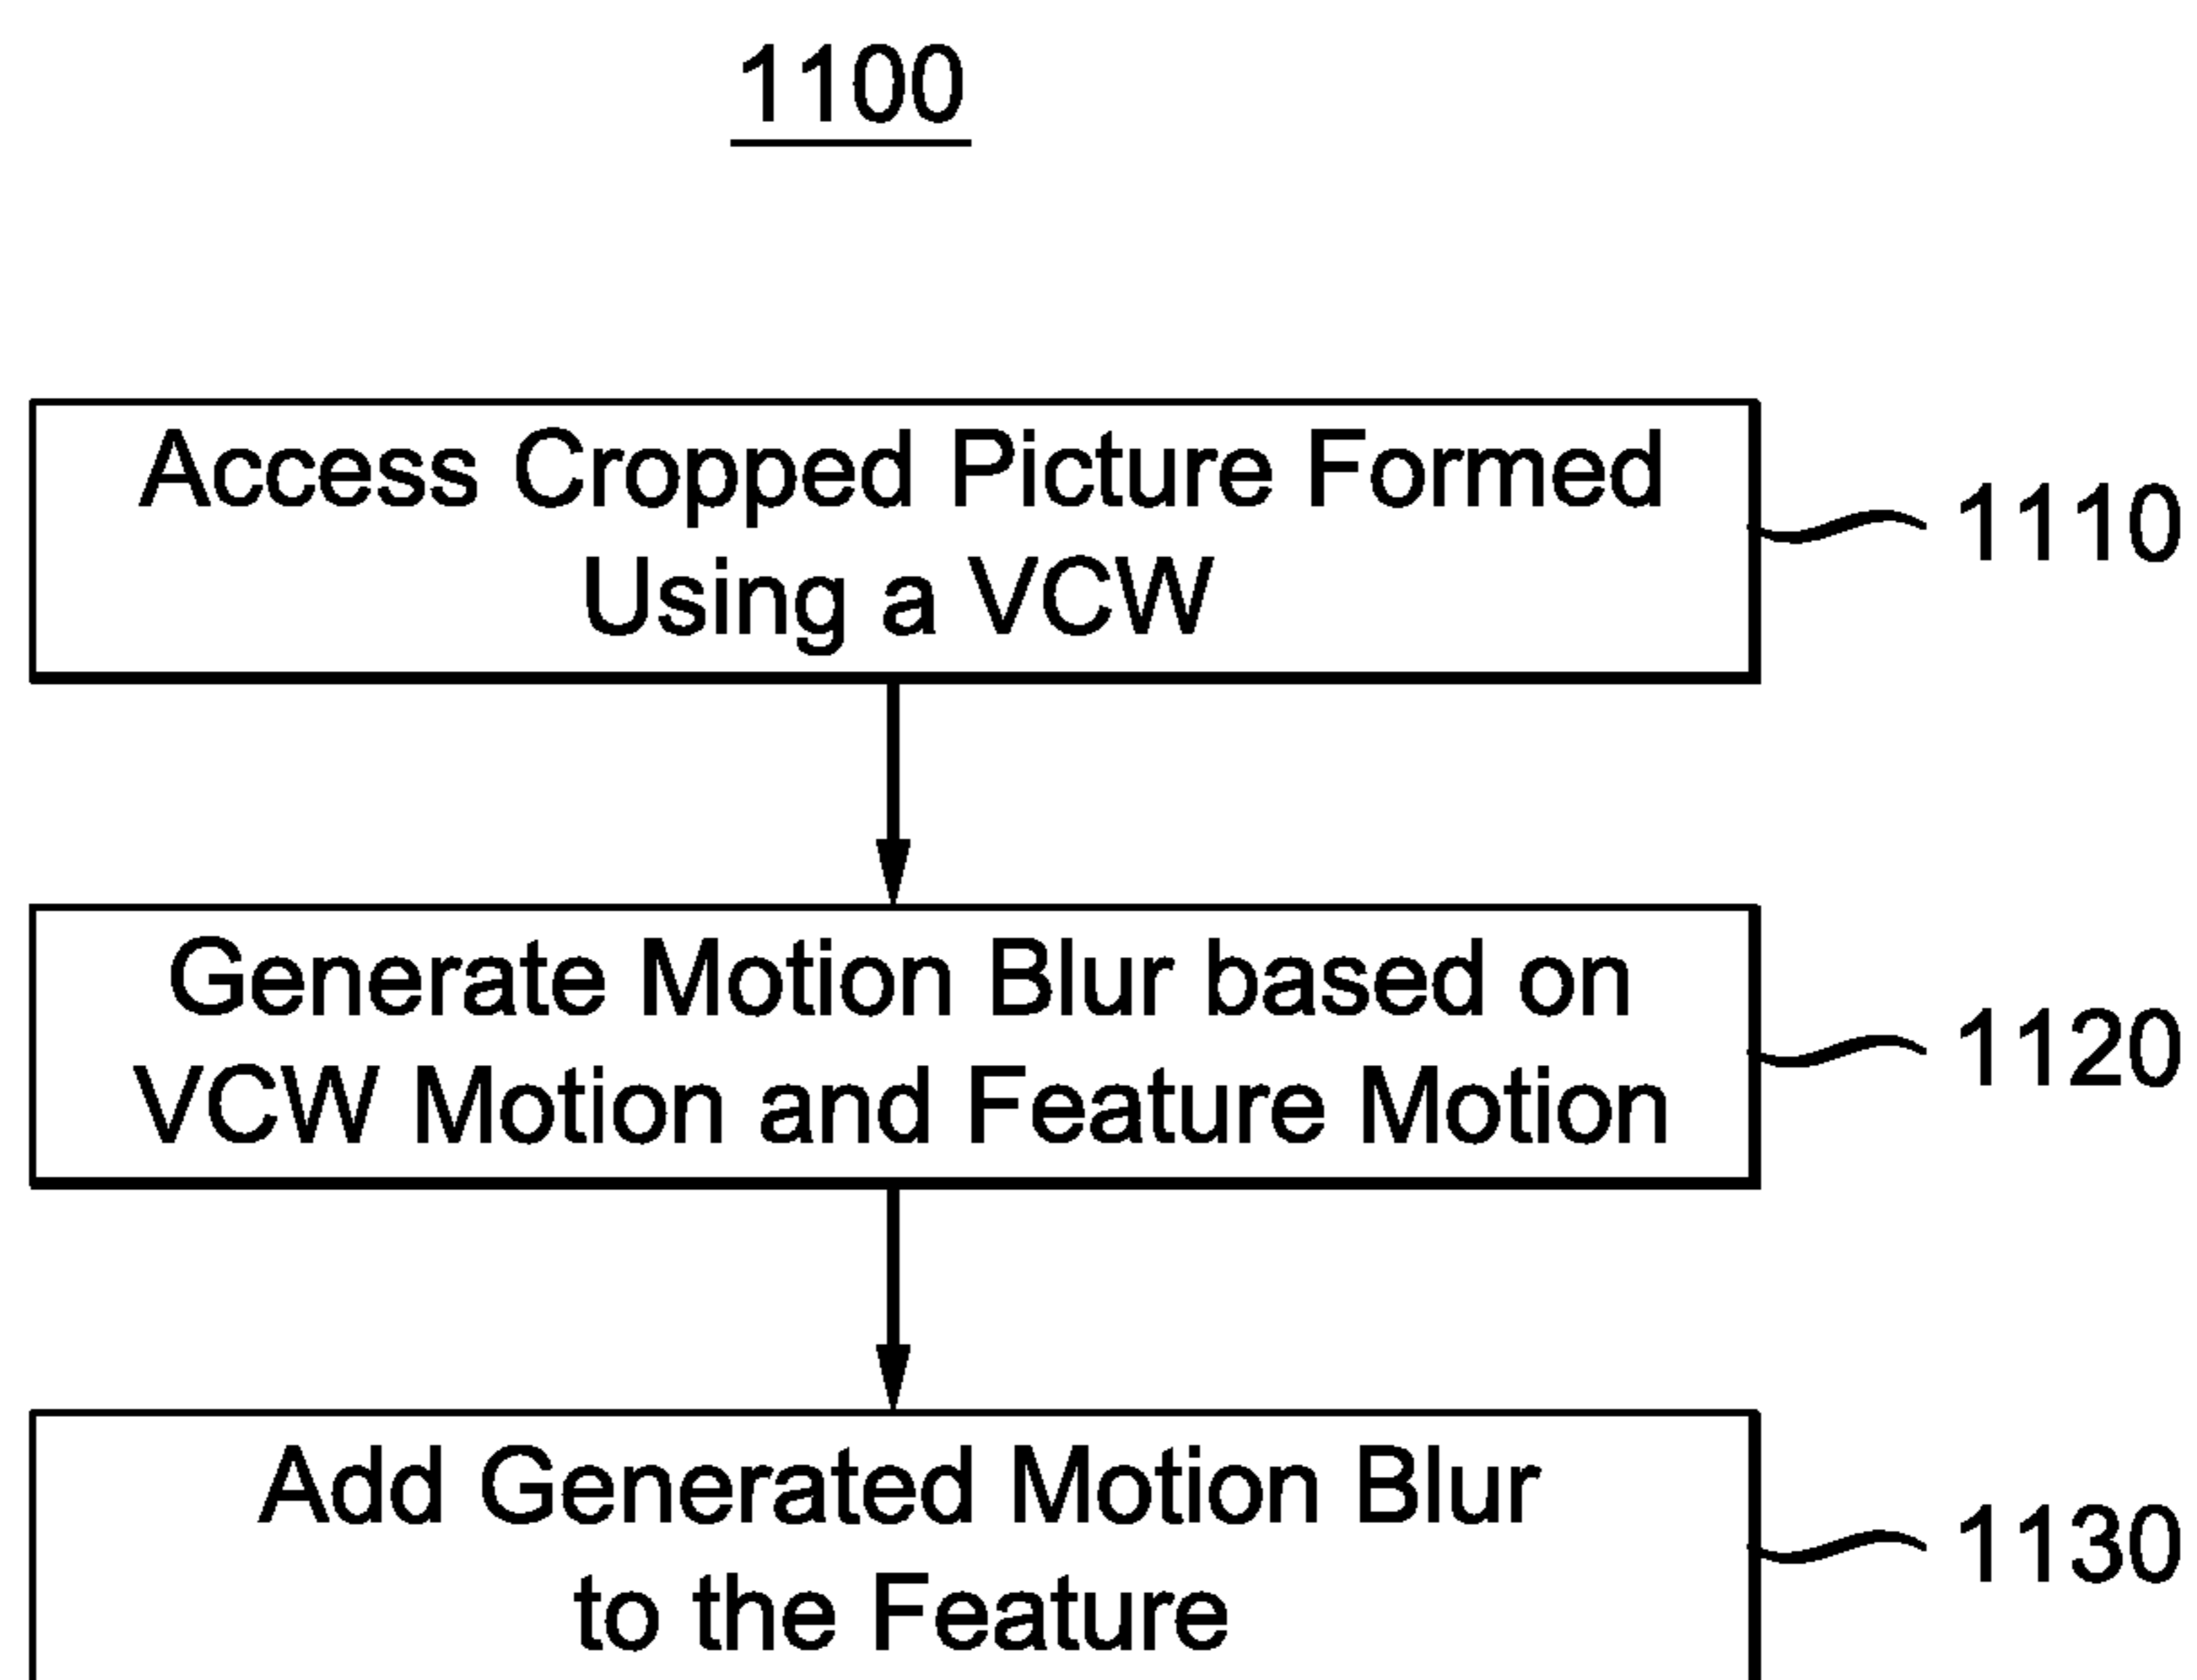 1100
Access Cropped Picture Formed
Using a VCW
1110
Generate Motion Blur based on
VCW Motion and Feature Motion
1120
Add Generated Motion Blur
to the Feature
1130